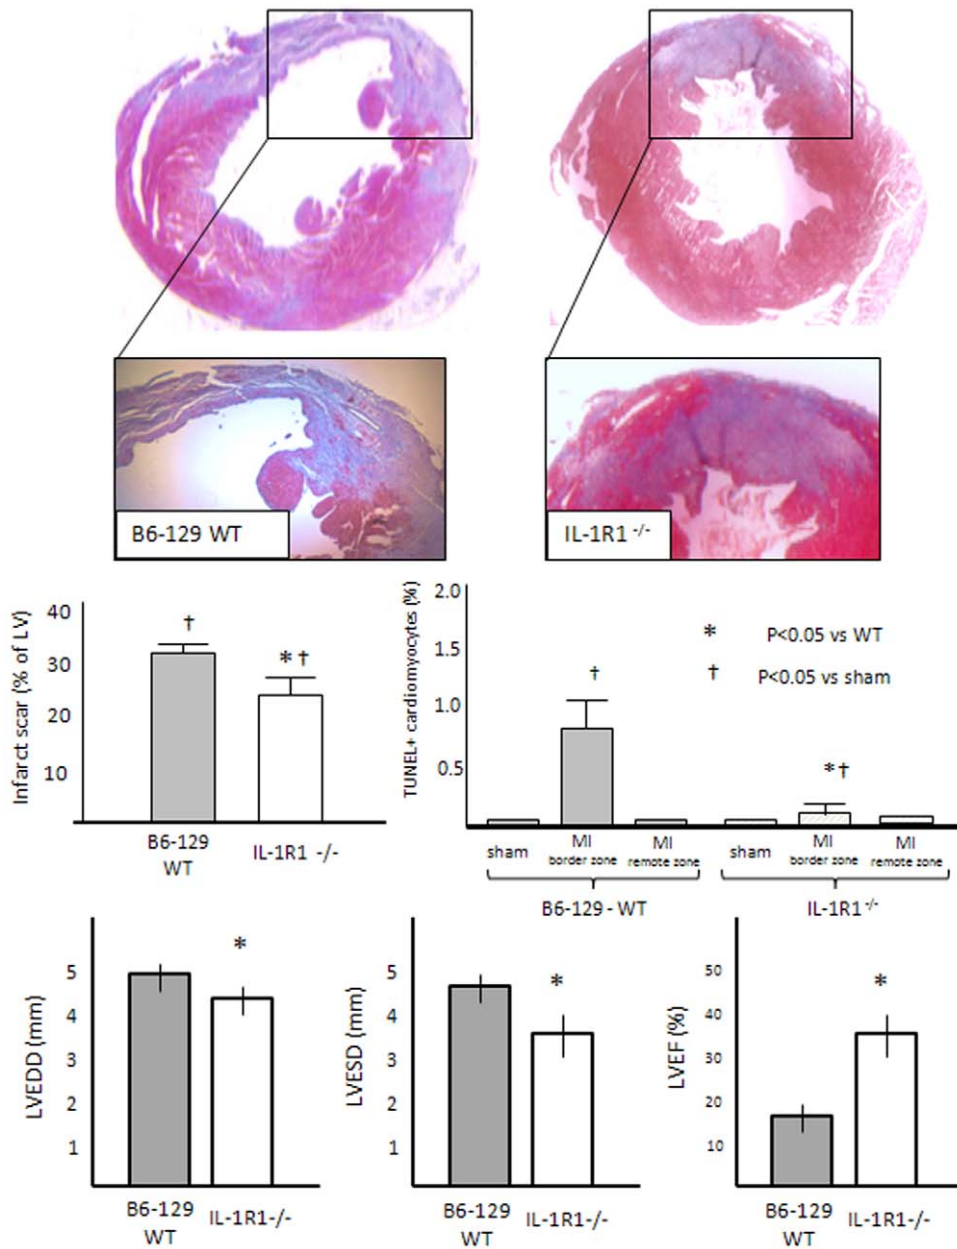 B6-129 WT
IL-1R1 -/-
Infarct scar (% of LV)
40
30
20
10
†
*†
B6-129
WT
IL-1R1 -/-
TUNEL+ cardiomyocytes (%)
2.0
1.5
1.0
0.5
* P<0.05 vs WT
† P<0.05 vs sham
†
*†
sham
MI
border zone
MI
remote zone
sham
MI
border zone
MI
remote zone
B6-129 - WT
IL-1R1 -/-
LVEDD (mm)
5
4
3
2
1
*
B6-129
WT
IL-1R1-/-
LVESD (mm)
5
4
3
2
1
*
B6-129
WT
IL-1R1-/-
LVEF (%)
50
40
30
20
10
*
B6-129
WT
IL-1R1-/-